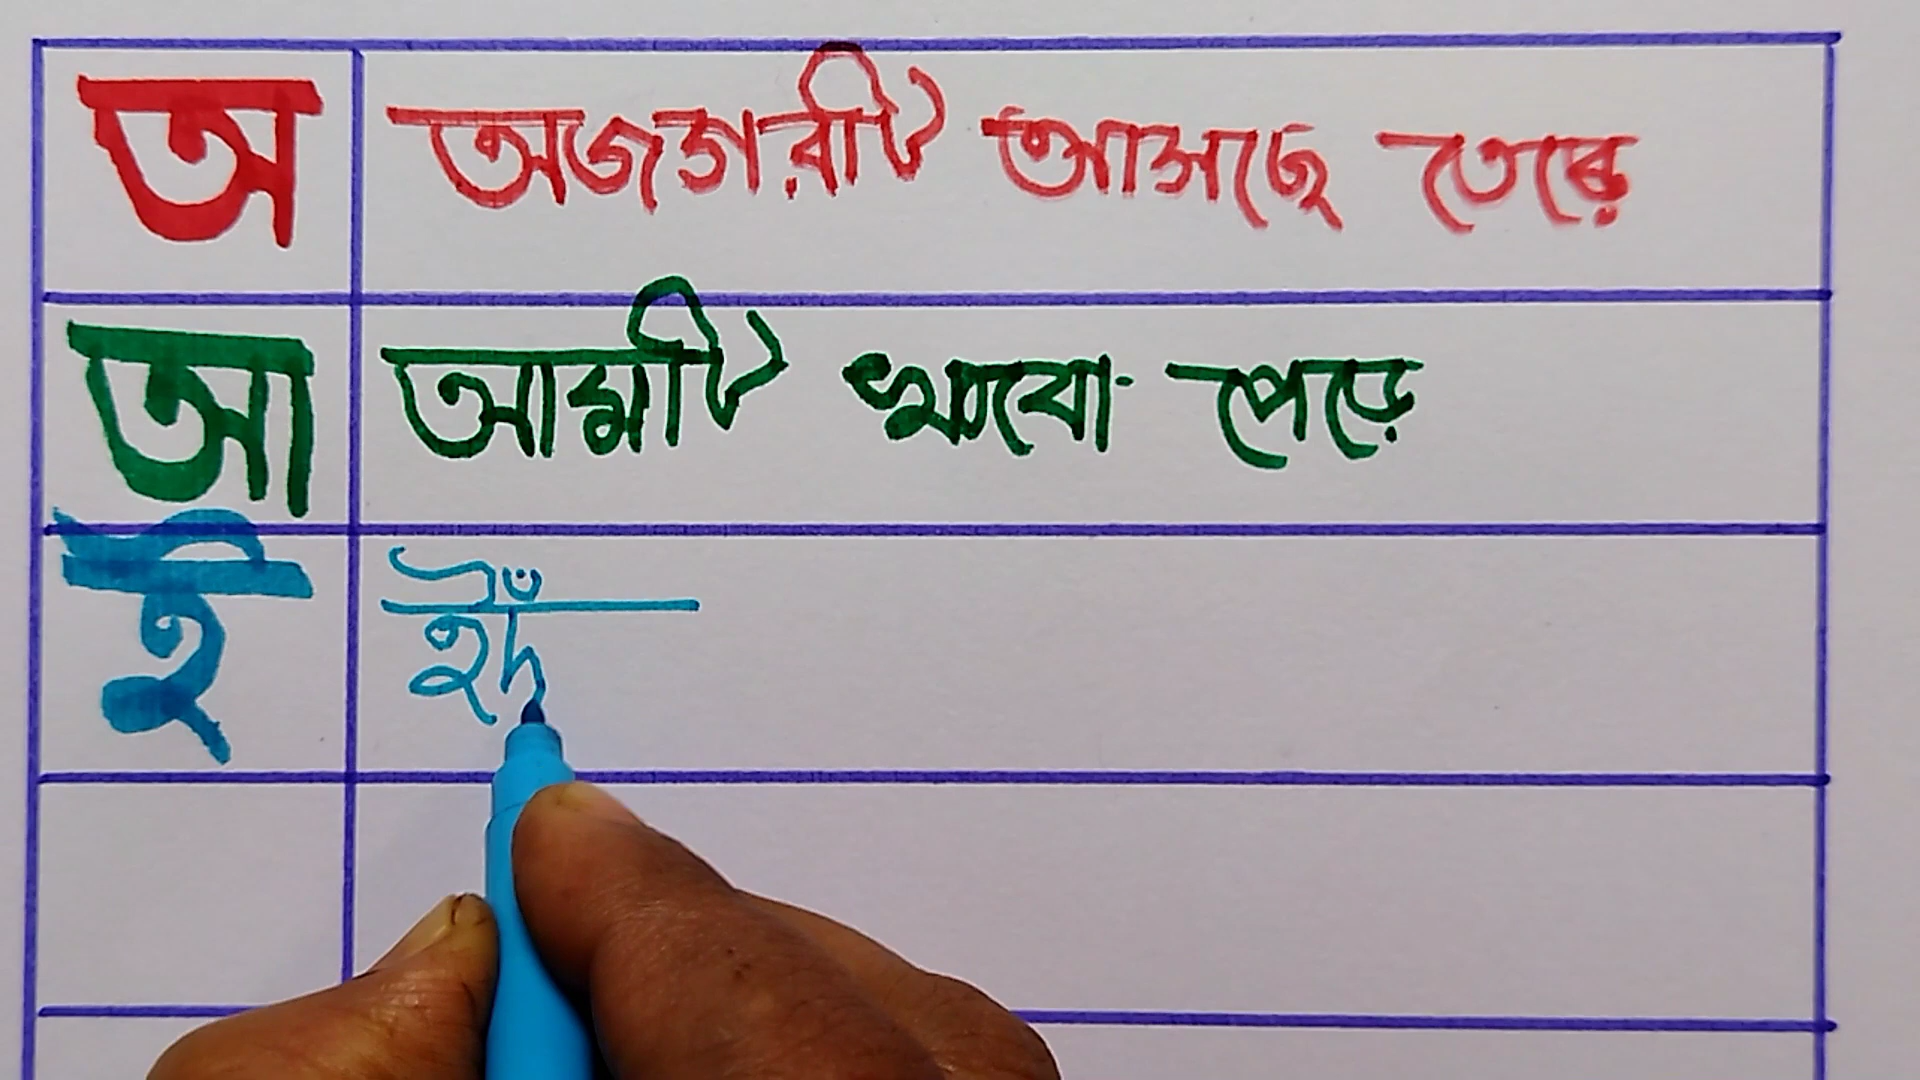 অ অজগরটী আসছে তেড়ে
আ আমটী খাবো পেড়ে
ই ইঁদ